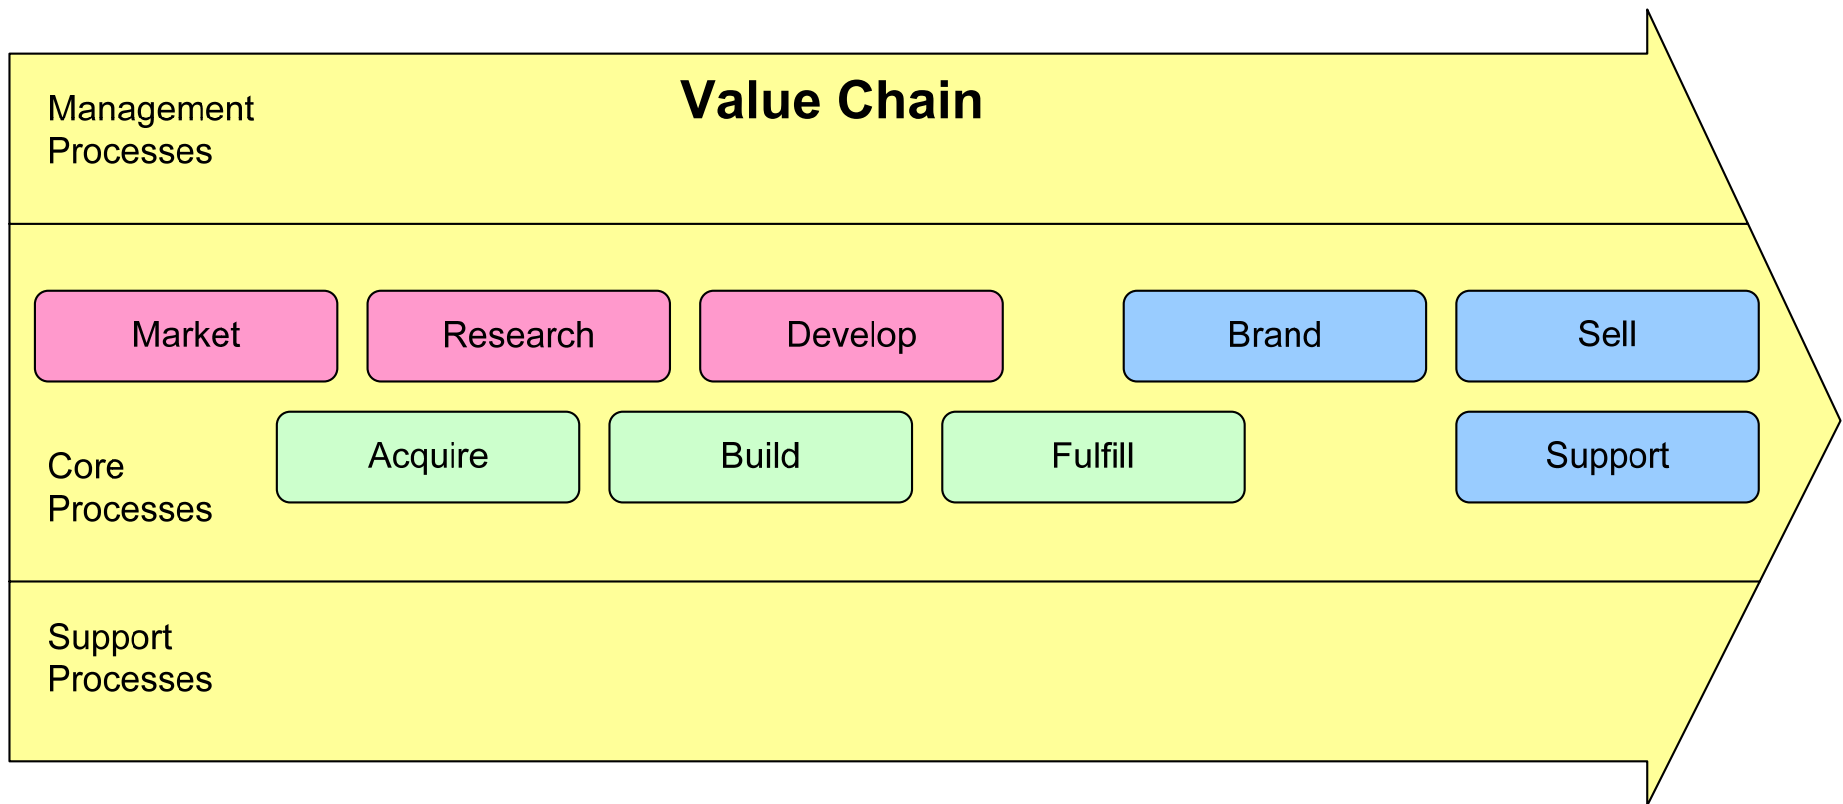 Value Chain
Management
Processes
Market
Research
Develop
Brand
Sell
Acquire
Build
Fulfill
Support
Core
Processes
Support
Processes